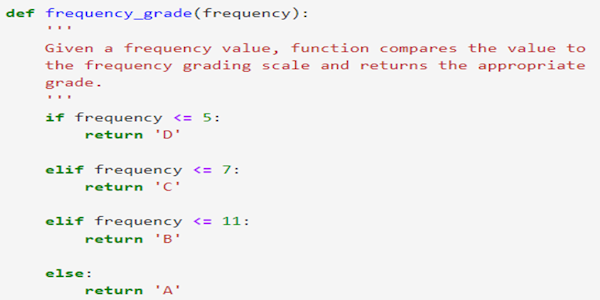 def frequency_grade(frequency):
'''
Given a frequency value, function compares the value to
the frequency grading scale and returns the appropriate
grade.
'''
if frequency <= 5:
return 'D'
elif frequency <= 7:
return 'C'
elif frequency <= 11:
return 'B'
else:
return 'A'